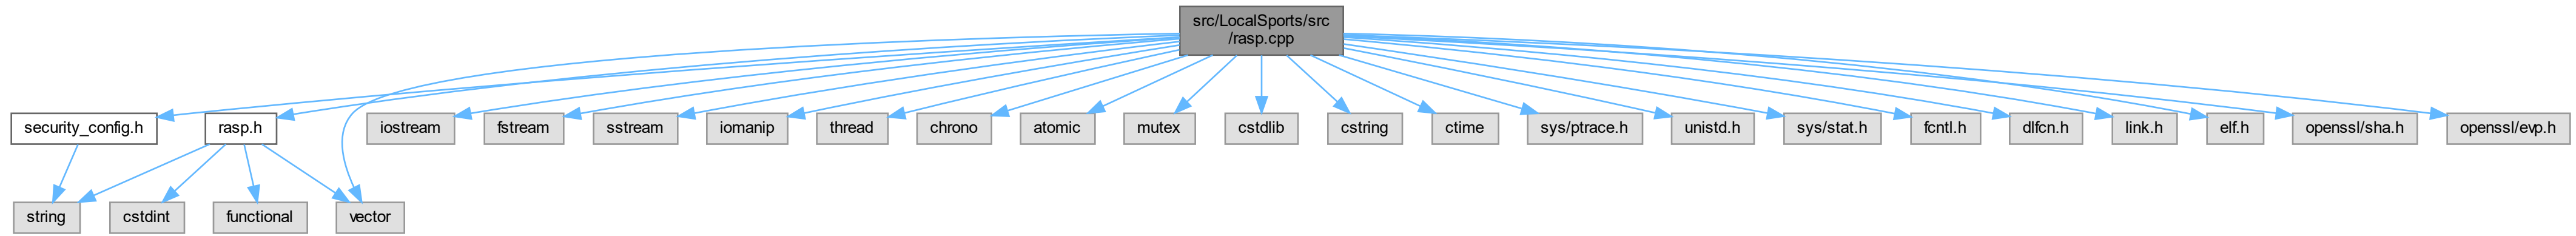 src/LocalSports/src
/rasp.cpp
security_config.h
rasp.h
iostream
fstream
sstream
iomanip
thread
chrono
atomic
mutex
cstdlib
cstring
ctime
sys/ptrace.h
unistd.h
sys/stat.h
fcntl.h
dlfcn.h
link.h
elf.h
openssl/sha.h
openssl/evp.h
string
cstdint
functional
vector